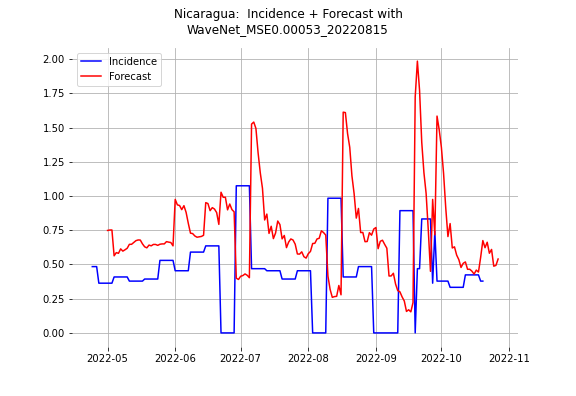 Nicaragua:  Incidence + Forecast with
WaveNet_MSE0.00053_20220815
Incidence
Forecast
2.00
1.75
1.50
1.25
1.00
0.75
0.50
0.25
0.00
2022-05 2022-06 2022-07 2022-08 2022-09 2022-10 2022-11